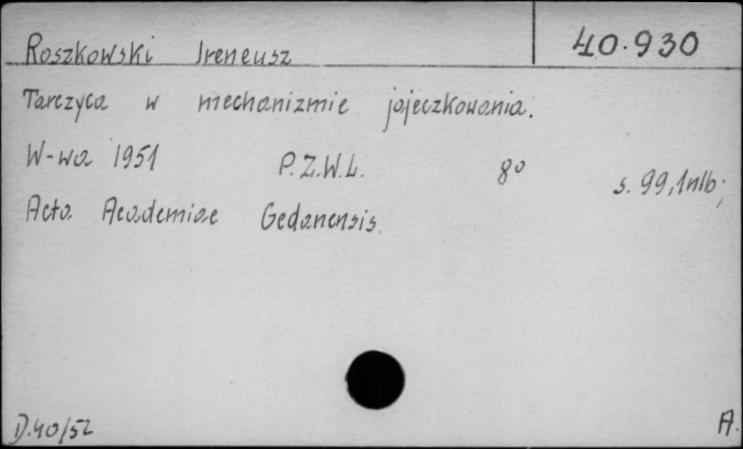 Roszkowski Ireneusz 40.930
Tarczyca w mechanizmie jajeczkowania.
W-wa 1951 P.Z.W.L. 8° s. 99, 1nlb;
Acta Academiae Gedanensis.
D.40/52 A.